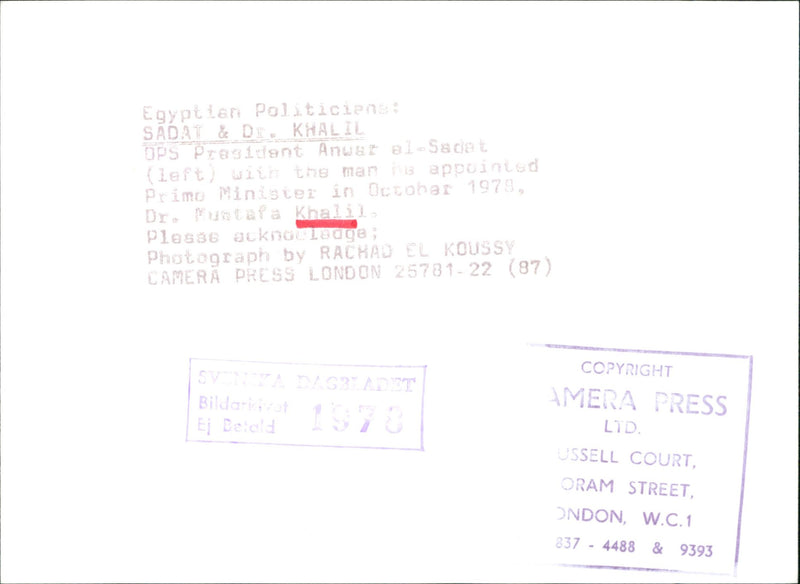 Egyptian Politicians:
SADAT & Dr. KHALIL
OPS President Anwar el-Sadat
(left) with the man he appointed
Prime Minister in October 1978,
Dr. Mustafa Khalil.
Please acknowledge:
Photograph by RACHAD EL KOUSSY
CAMERA PRESS LONDON 25781-22 (87)
SVENSKA DAGBLADET
Bildarkivet
Ej Betald
1978
COPYRIGHT
AMERA PRESS
LTD.
USSELL COURT,
ORAM STREET,
ONDON, W.C.1
837 - 4488 & 9393